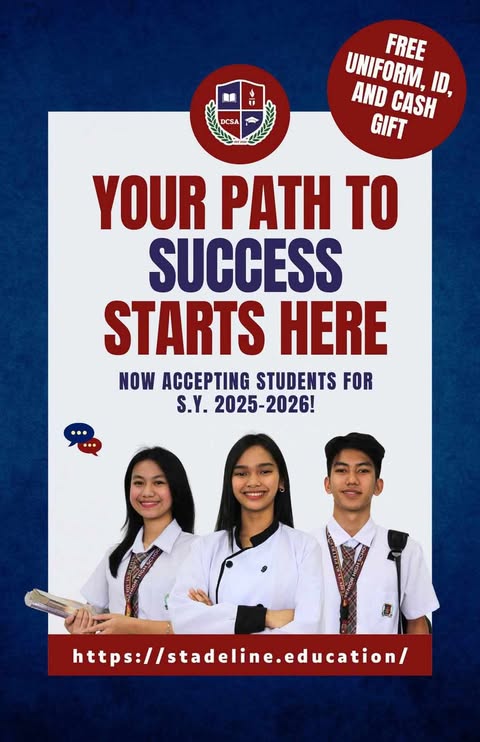 FREE
UNIFORM, ID,
AND CASH
GIFT
DCSA
YOUR PATH TO
SUCCESS
STARTS HERE
NOW ACCEPTING STUDENTS FOR
S.Y. 2025-2026!
https://stadeline.education/